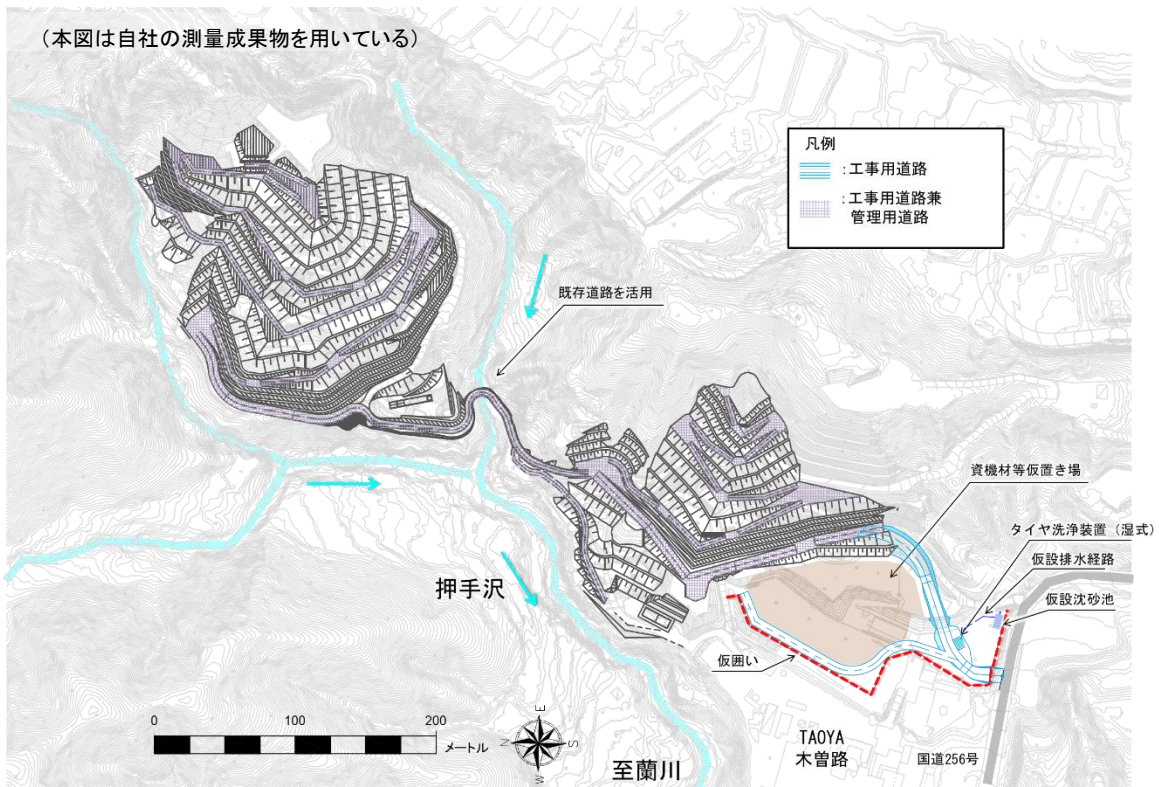 (本図は自社の測量成果物を用いている)
凡例
:工事用道路
:工事用道路兼
管理用道路
既存道路を活用
資機材等仮置き場
タイヤ洗浄装置(湿式)
仮設排水経路
仮設沈砂池
押手沢
仮囲い
0 100 200
メートル
N E S W
至蘭川
TAOYA
木曽路
国道256号